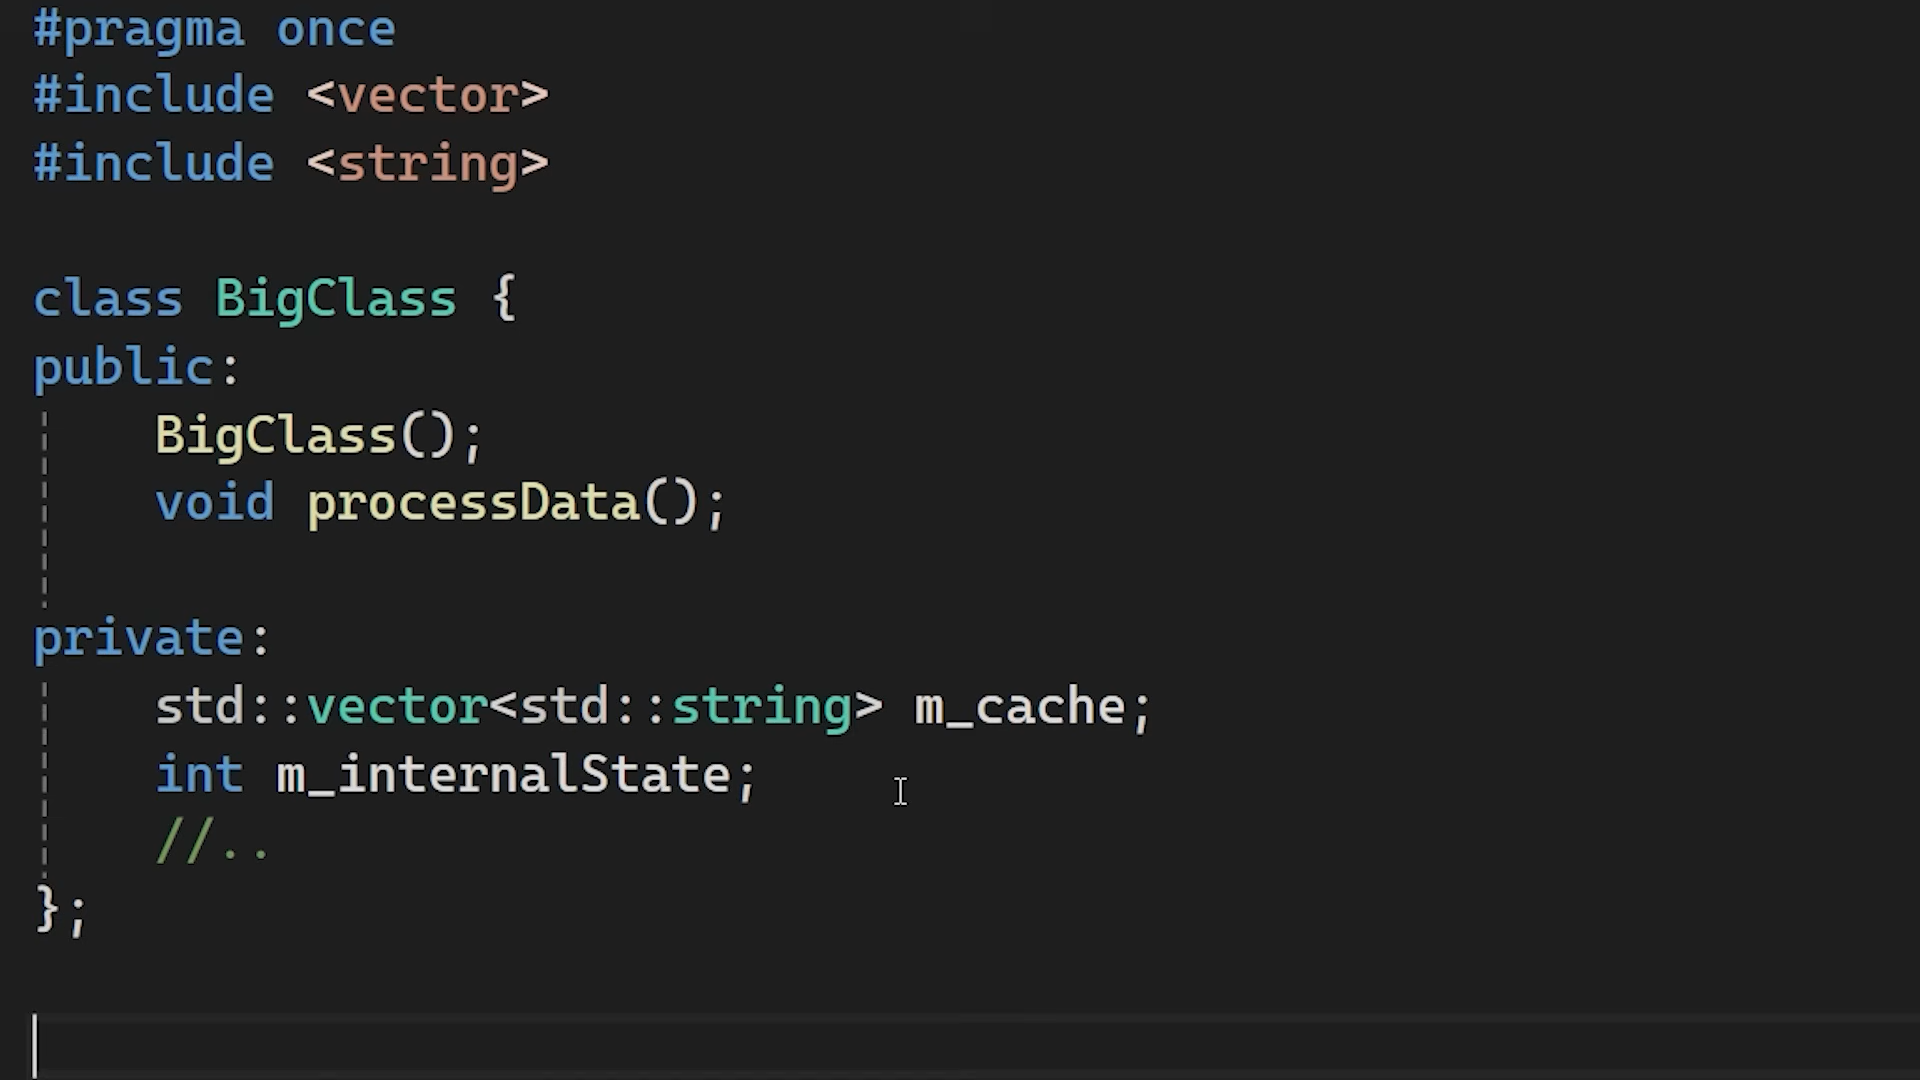 #pragma once
#include <vector>
#include <string>
class BigClass {
public:
    BigClass();
    void processData();
private:
    std::vector<std::string> m_cache;
    int m_internalState;
    //..
};